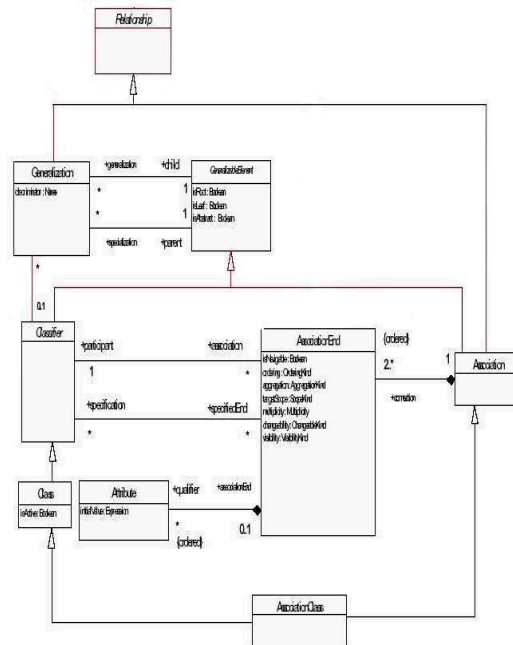 Relationship
Generalization
discriminator : Name
+generalization
+child
*
1
*
1
+specialization
+parent
GeneralizableElement
isRoot : Boolean
isLeaf : Boolean
isAbstract : Boolean
*
0..1
Classifier
+participant
+association
1
*
+specification
+specifiedEnd
*
*
AssociationEnd
isNavigable : Boolean
ordering : OrderingKind
aggregation : AggregationKind
targetScope : ScopeKind
multiplicity : Multiplicity
changeability : ChangeableKind
visibility : VisibilityKind
{ordered}
2..*
1
+connection
Association
Class
isActive : Boolean
Attribute
initialValue : Expression
+qualifier
+associationEnd
*
0..1
{ordered}
AssociationClass